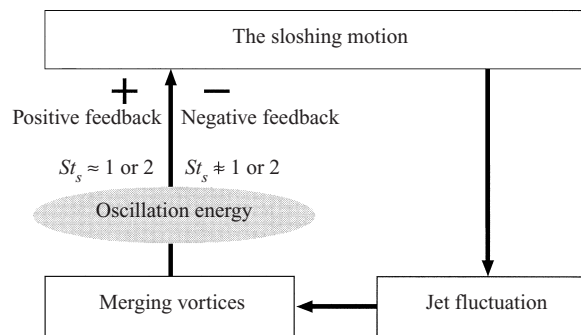 The sloshing motion
+ −
Positive feedback Negative feedback
St_s ≈ 1 or 2 St_s ≉ 1 or 2
Oscillation energy
Merging vortices Jet fluctuation